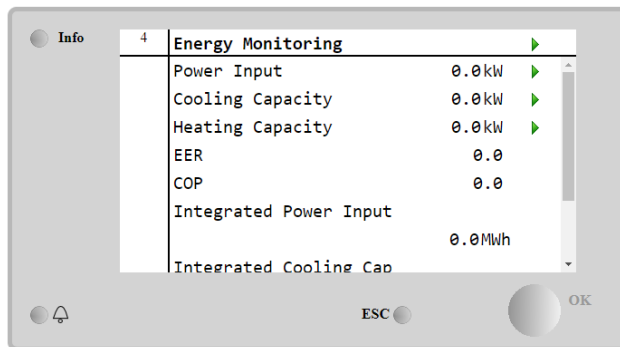 Info
4 Energy Monitoring
Power Input 0.0kW
Cooling Capacity 0.0kW
Heating Capacity 0.0kW
EER 0.0
COP 0.0
Integrated Power Input
0.0MWh
Integrated Cooling Cap
ESC
OK